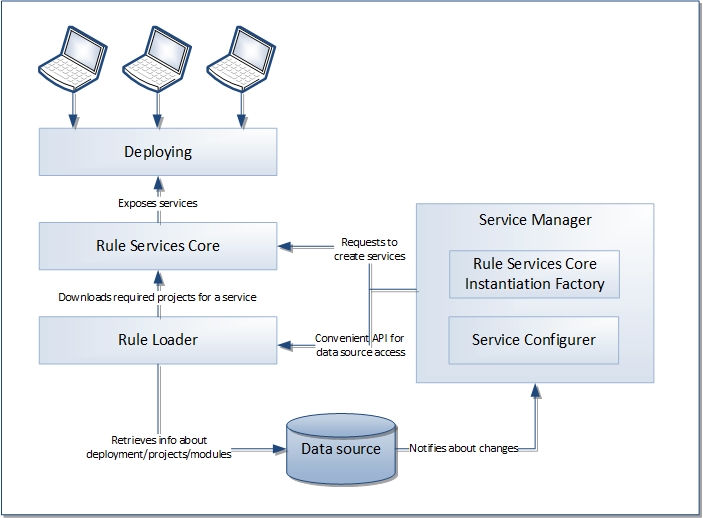 Deploying
Exposes services
Service Manager
Rule Services Core
Requests to
create services
Rule Services Core
Instantiation Factory
Downloads required projects for a service
Rule Loader
Convenient API for
data source access
Service Configurer
Retrieves info about
deployment/projects/modules
Data source
Notifies about changes